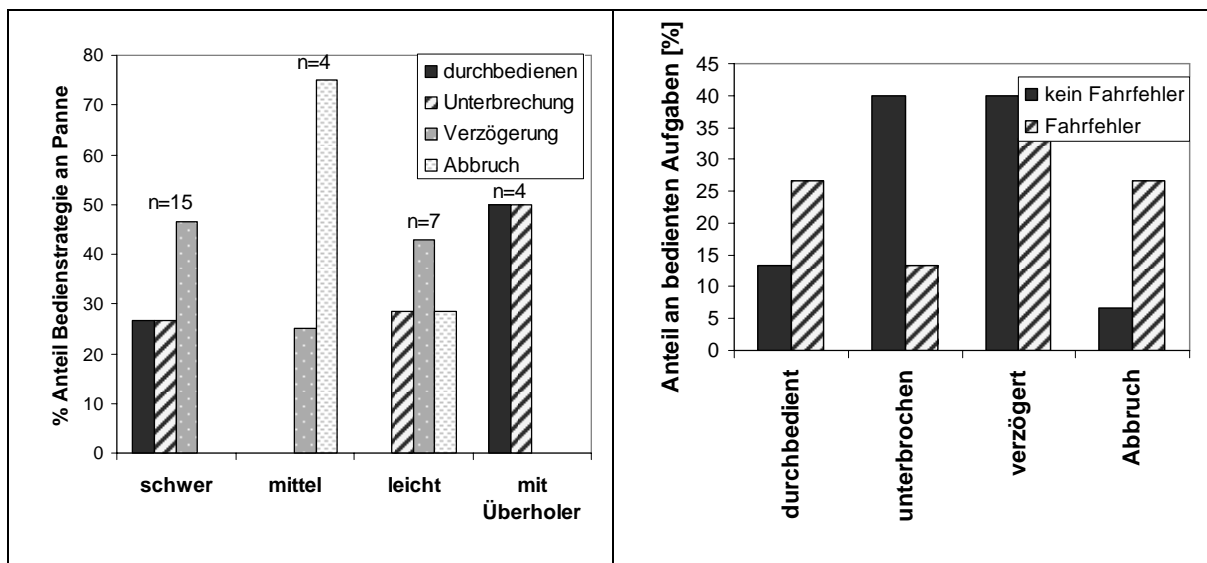 % Anteil Bedienstrategie an Panne
80
70
60
50
40
30
20
10
0
n=15
n=4
n=7
n=4
durchbedienen
Unterbrechung
Verzögerung
Abbruch
schwer
mittel
leicht
mit
Überholer
Anteil an bedienten Aufgaben [%]
45
40
35
30
25
20
15
10
5
0
kein Fahrfehler
Fahrfehler
durchbedient
unterbrochen
verzögert
Abbruch